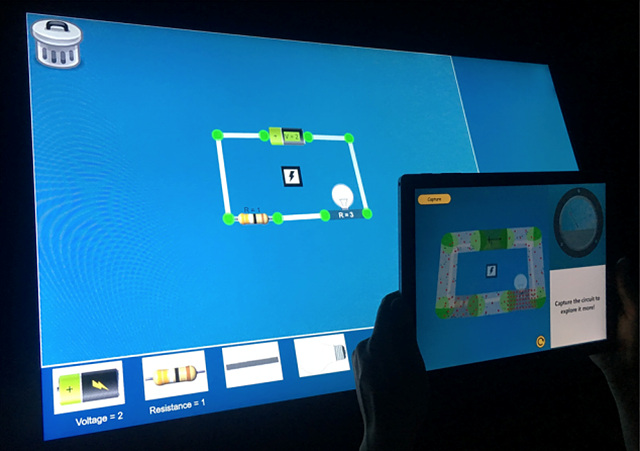 V = 2
R = 1
R = 3
Voltage = 2
Resistance = 1
Capture
Capture the circuit to
explore it more!